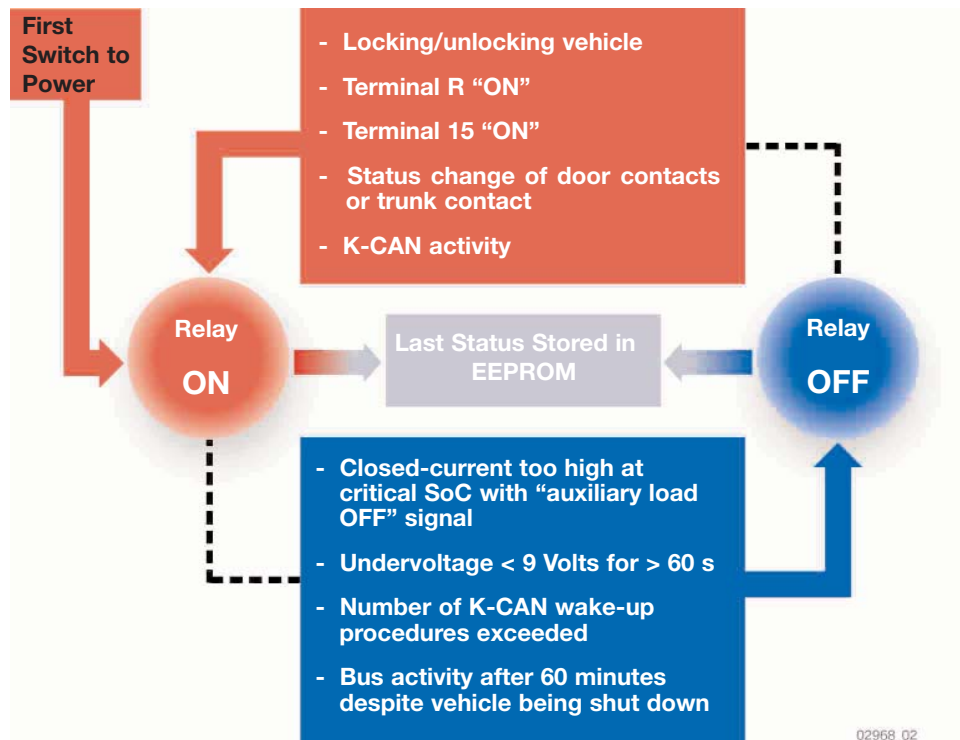 First
Switch to
Power
- Locking/unlocking vehicle
- Terminal R “ON”
- Terminal 15 “ON”
- Status change of door contacts
or trunk contact
- K-CAN activity
Relay
ON
Last Status Stored in
EEPROM
Relay
OFF
- Closed-current too high at
critical SoC with “auxiliary load
OFF” signal
- Undervoltage < 9 Volts for > 60 s
- Number of K-CAN wake-up
procedures exceeded
- Bus activity after 60 minutes
despite vehicle being shut down
02968_02